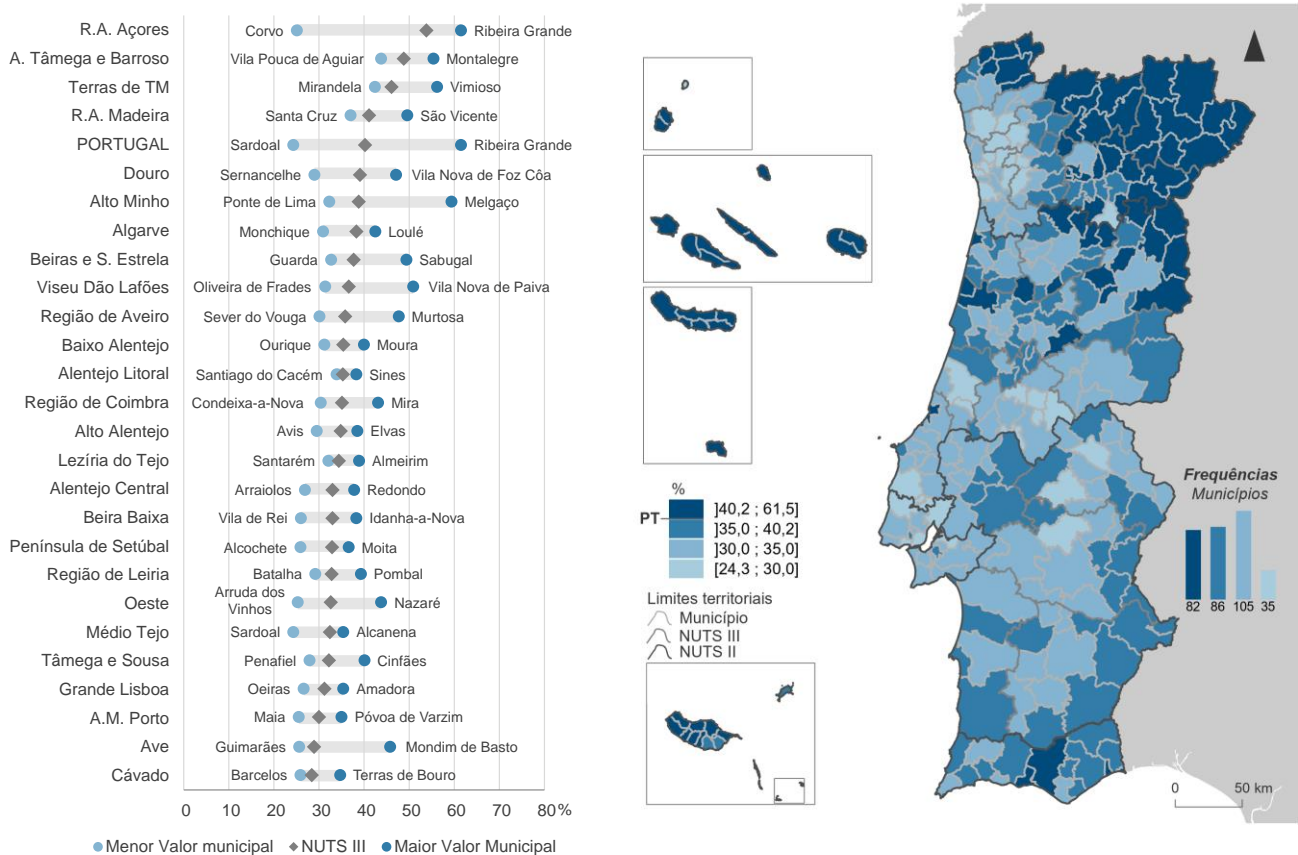 R.A. Açores Corvo Ribeira Grande
A. Tâmega e Barroso Vila Pouca de Aguiar Montalegre
Terras de TM Mirandela Vimioso
R.A. Madeira Santa Cruz São Vicente
PORTUGAL Sardoal Ribeira Grande
Douro Sernancelhe Vila Nova de Foz Côa
Alto Minho Ponte de Lima Melgaço
Algarve Monchique Loulé
Beiras e S. Estrela Guarda Sabugal
Viseu Dão Lafões Oliveira de Frades Vila Nova de Paiva
Região de Aveiro Sever do Vouga Murtosa
Baixo Alentejo Ourique Moura
Alentejo Litoral Santiago do Cacém Sines
Região de Coimbra Condeixa-a-Nova Mira
Alto Alentejo Avis Elvas
Lezíria do Tejo Santarém Almeirim
Alentejo Central Arraiolos Redondo
Beira Baixa Vila de Rei Idanha-a-Nova
Península de Setúbal Alcochete Moita
Região de Leiria Batalha Pombal
Oeste Arruda dos Vinhos Nazaré
Médio Tejo Sardoal Alcanena
Tâmega e Sousa Penafiel Cinfães
Grande Lisboa Oeiras Amadora
A.M. Porto Maia Póvoa de Varzim
Ave Guimarães Mondim de Basto
Cávado Barcelos Terras de Bouro
0 10 20 30 40 50 60 70 80 %
Menor Valor municipal NUTS III Maior Valor Municipal
%
PT
]40,2 ; 61,5]
]35,0 ; 40,2]
]30,0 ; 35,0]
[24,3 ; 30,0]
Limites territoriais
Município
NUTS III
NUTS II
Frequências
Municípios
82 86 105 35
0 50 km